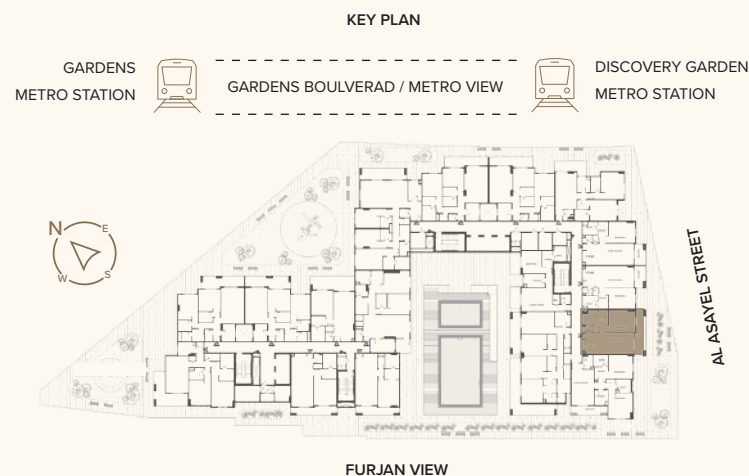 KEY PLAN
GARDENS
METRO STATION
GARDENS BOULVERAD / METRO VIEW
DISCOVERY GARDEN
METRO STATION
N
E
W
S
AL ASAYEL STREET
FURJAN VIEW